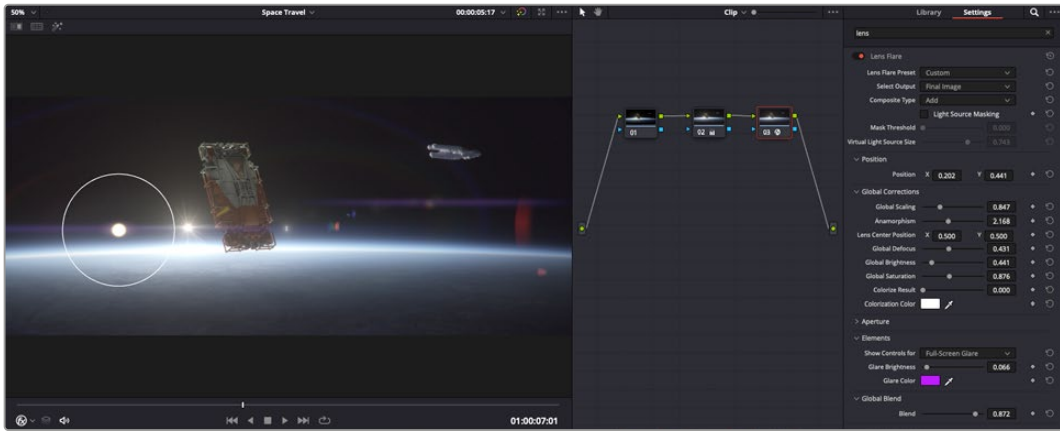 50% Space Travel 00:00:05:17
Clip
Library Settings
lens
Lens Flare
Lens Flare Preset Custom
Select Output Final Image
Composite Type Add
Light Source Masking
Mask Threshold 0.000
Virtual Light Source Size 0.743
Position
Position X 0.202 Y 0.441
Global Corrections
Global Scaling 0.847
Anamorphism 2.168
Lens Center Position X 0.500 Y 0.500
Global Defocus 0.431
Global Brightness 0.441
Global Saturation 0.876
Colorize Result 0.000
Colorization Color
Aperture
Elements
Show Controls for Full-Screen Glare
Glare Brightness 0.066
Glare Color
Global Blend
Blend 0.872
01 02 03
01:00:07:01